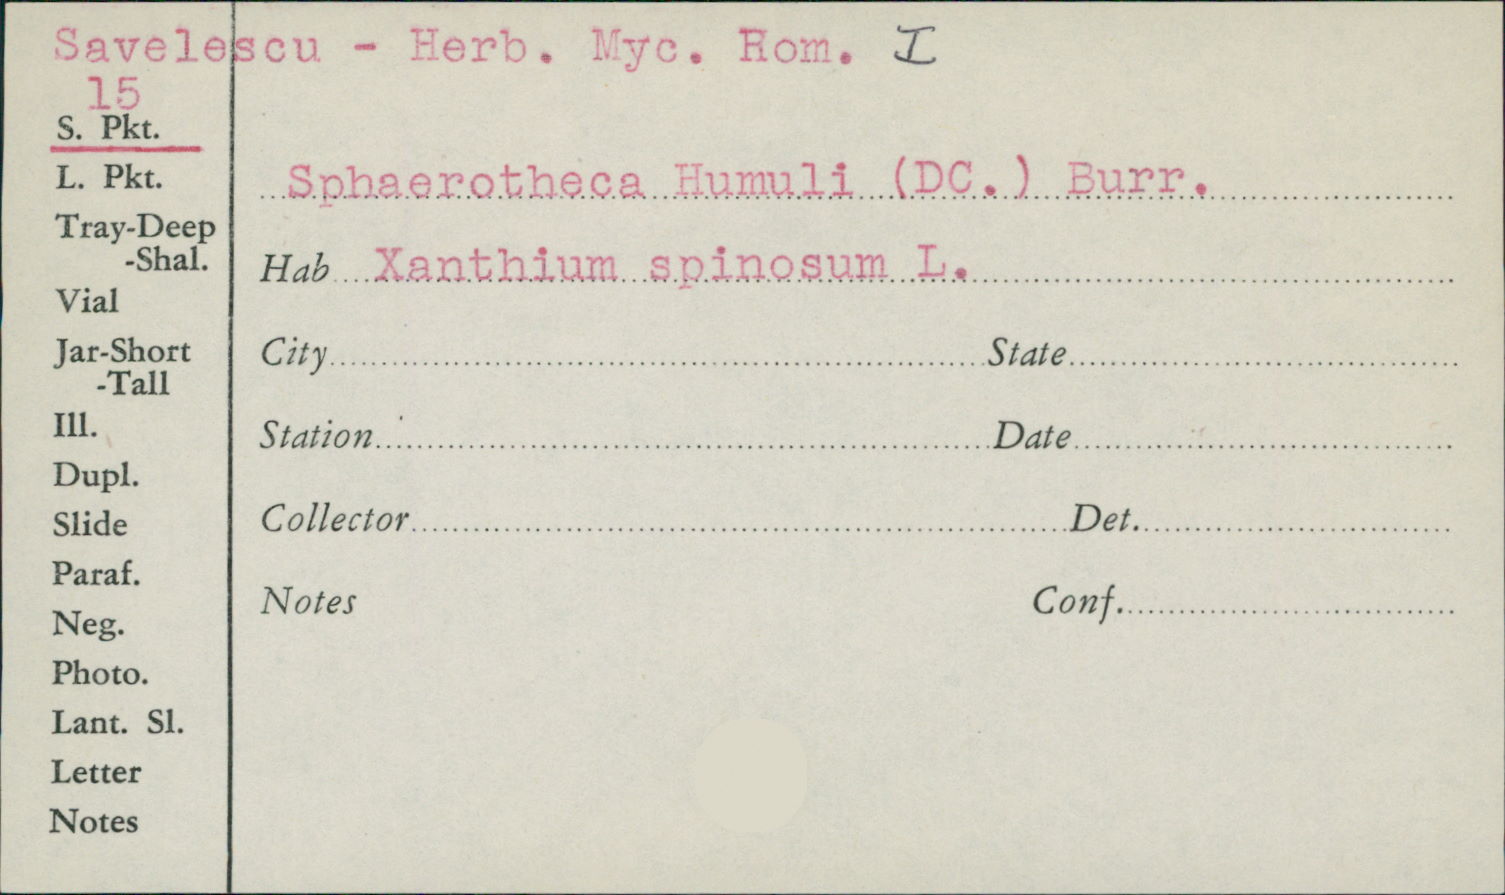 Savelescu - Herb. Myc. Rom. I
15
S. Pkt.
L. Pkt.
Tray-Deep
-Shal.
Vial
Jar-Short
-Tall
Ill.
Dupl.
Slide
Paraf.
Neg.
Photo.
Lant. Sl.
Letter
Notes
Sphaerotheca Humuli (DC.) Burr.
Hab Xanthium spinosum L.
City State
Station Date
Collector Det.
Notes Conf.